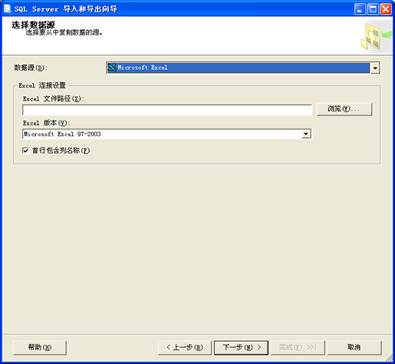 SQL Server 导入和导出向导
选择数据源
选择要从中复制数据的源。
数据源(D):
Microsoft Excel
Excel 连接设置
Excel 文件路径(X):
浏览(W)...
Excel 版本(V):
Microsoft Excel 97-2003
首行包含列名称(F)
帮助(H)
< 上一步(B)
下一步(N) >
完成(F) >>|
取消